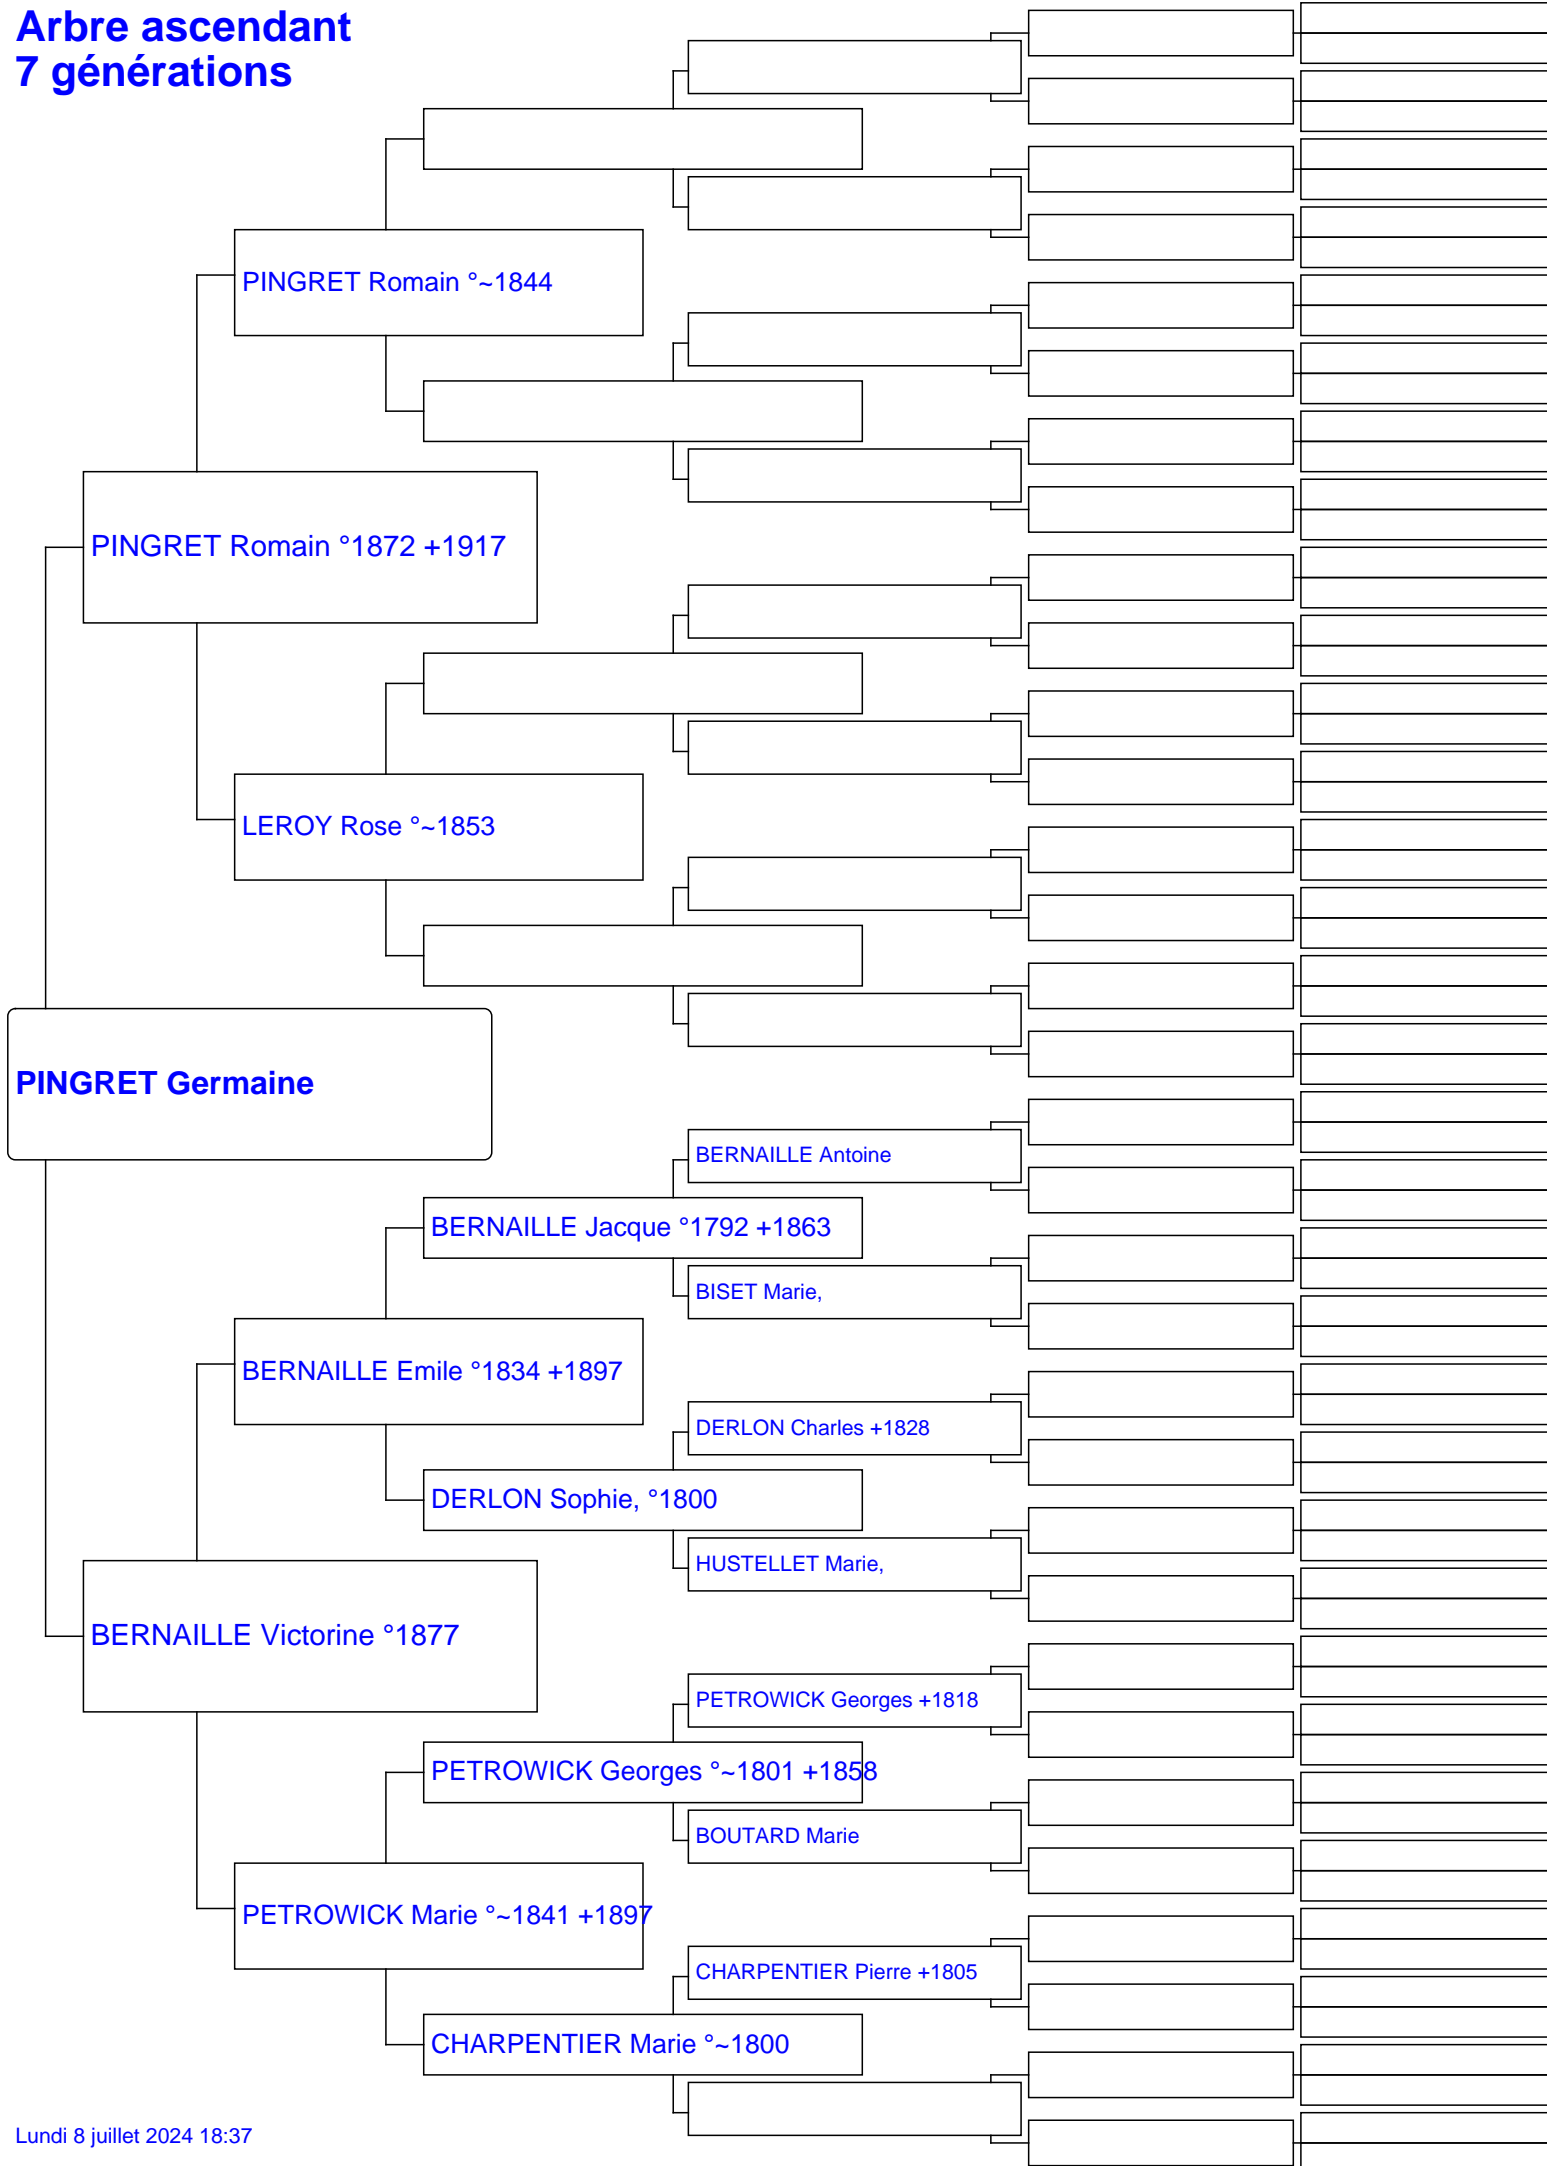 Arbre ascendant
7 générations
PINGRET Romain °~1844
PINGRET Romain °1872 +1917
LEROY Rose °~1853
PINGRET Germaine
BERNAILLE Antoine
BERNAILLE Jacque °1792 +1863
BISET Marie,
BERNAILLE Emile °1834 +1897
DERLON Charles +1828
DERLON Sophie, °1800
HUSTELLET Marie,
BERNAILLE Victorine °1877
PETROWICK Georges +1818
PETROWICK Georges °~1801 +1858
BOUTARD Marie
PETROWICK Marie °~1841 +1897
CHARPENTIER Pierre +1805
CHARPENTIER Marie °~1800
Lundi 8 juillet 2024 18:37